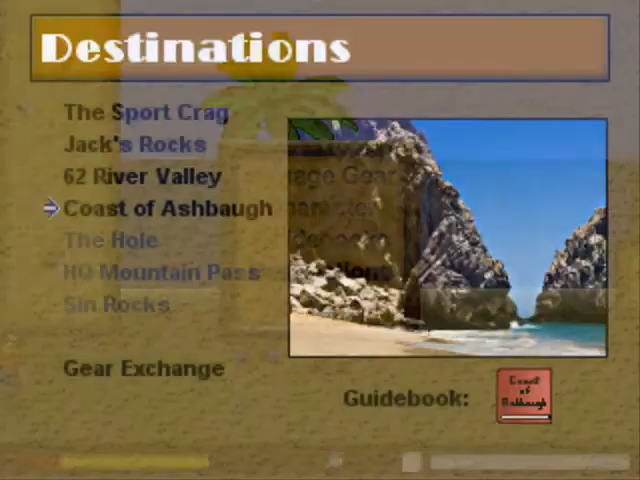 Destinations
The Sport Crag
Jack's Rocks
62 River Valley
Coast of Ashbaugh
The Hole
HQ Mountain Pass
Sin Rocks
Gear Exchange
Guidebook:
Coast
of
Ashbaugh